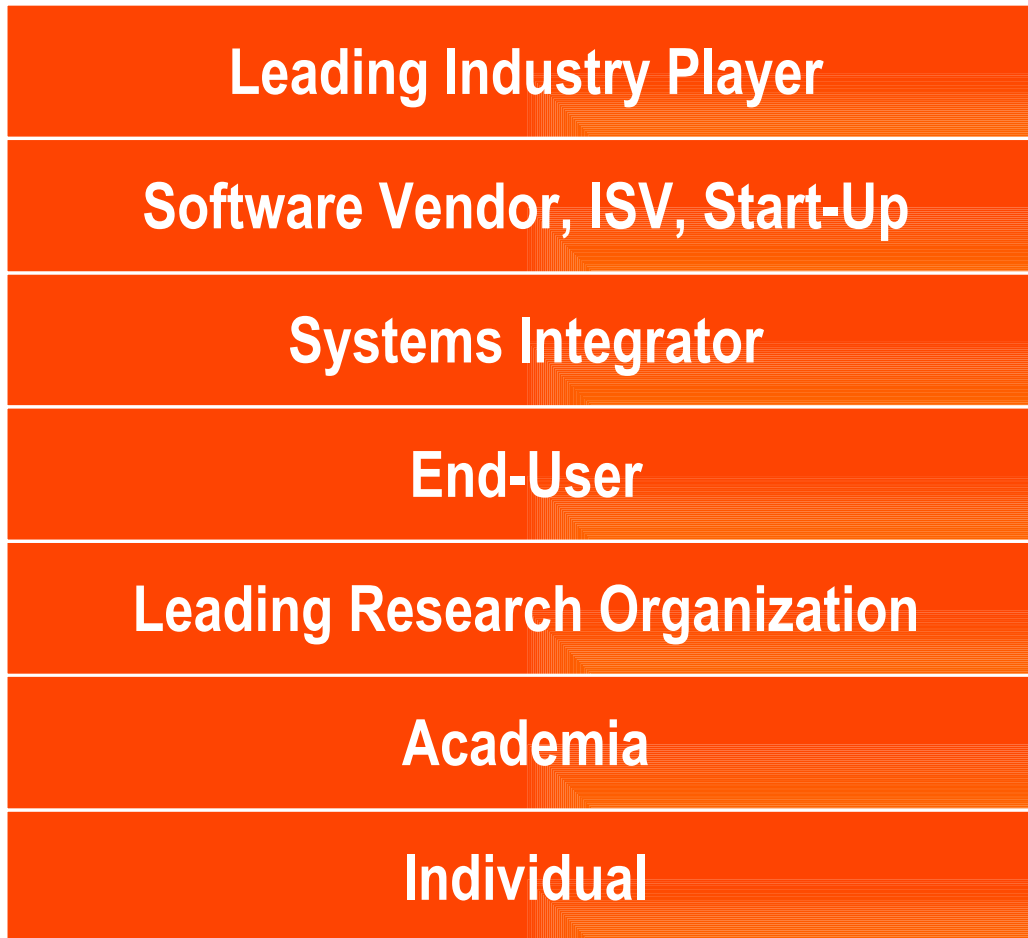 Leading Industry Player
Software Vendor, ISV, Start-Up
Systems Integrator
End-User
Leading Research Organization
Academia
Individual